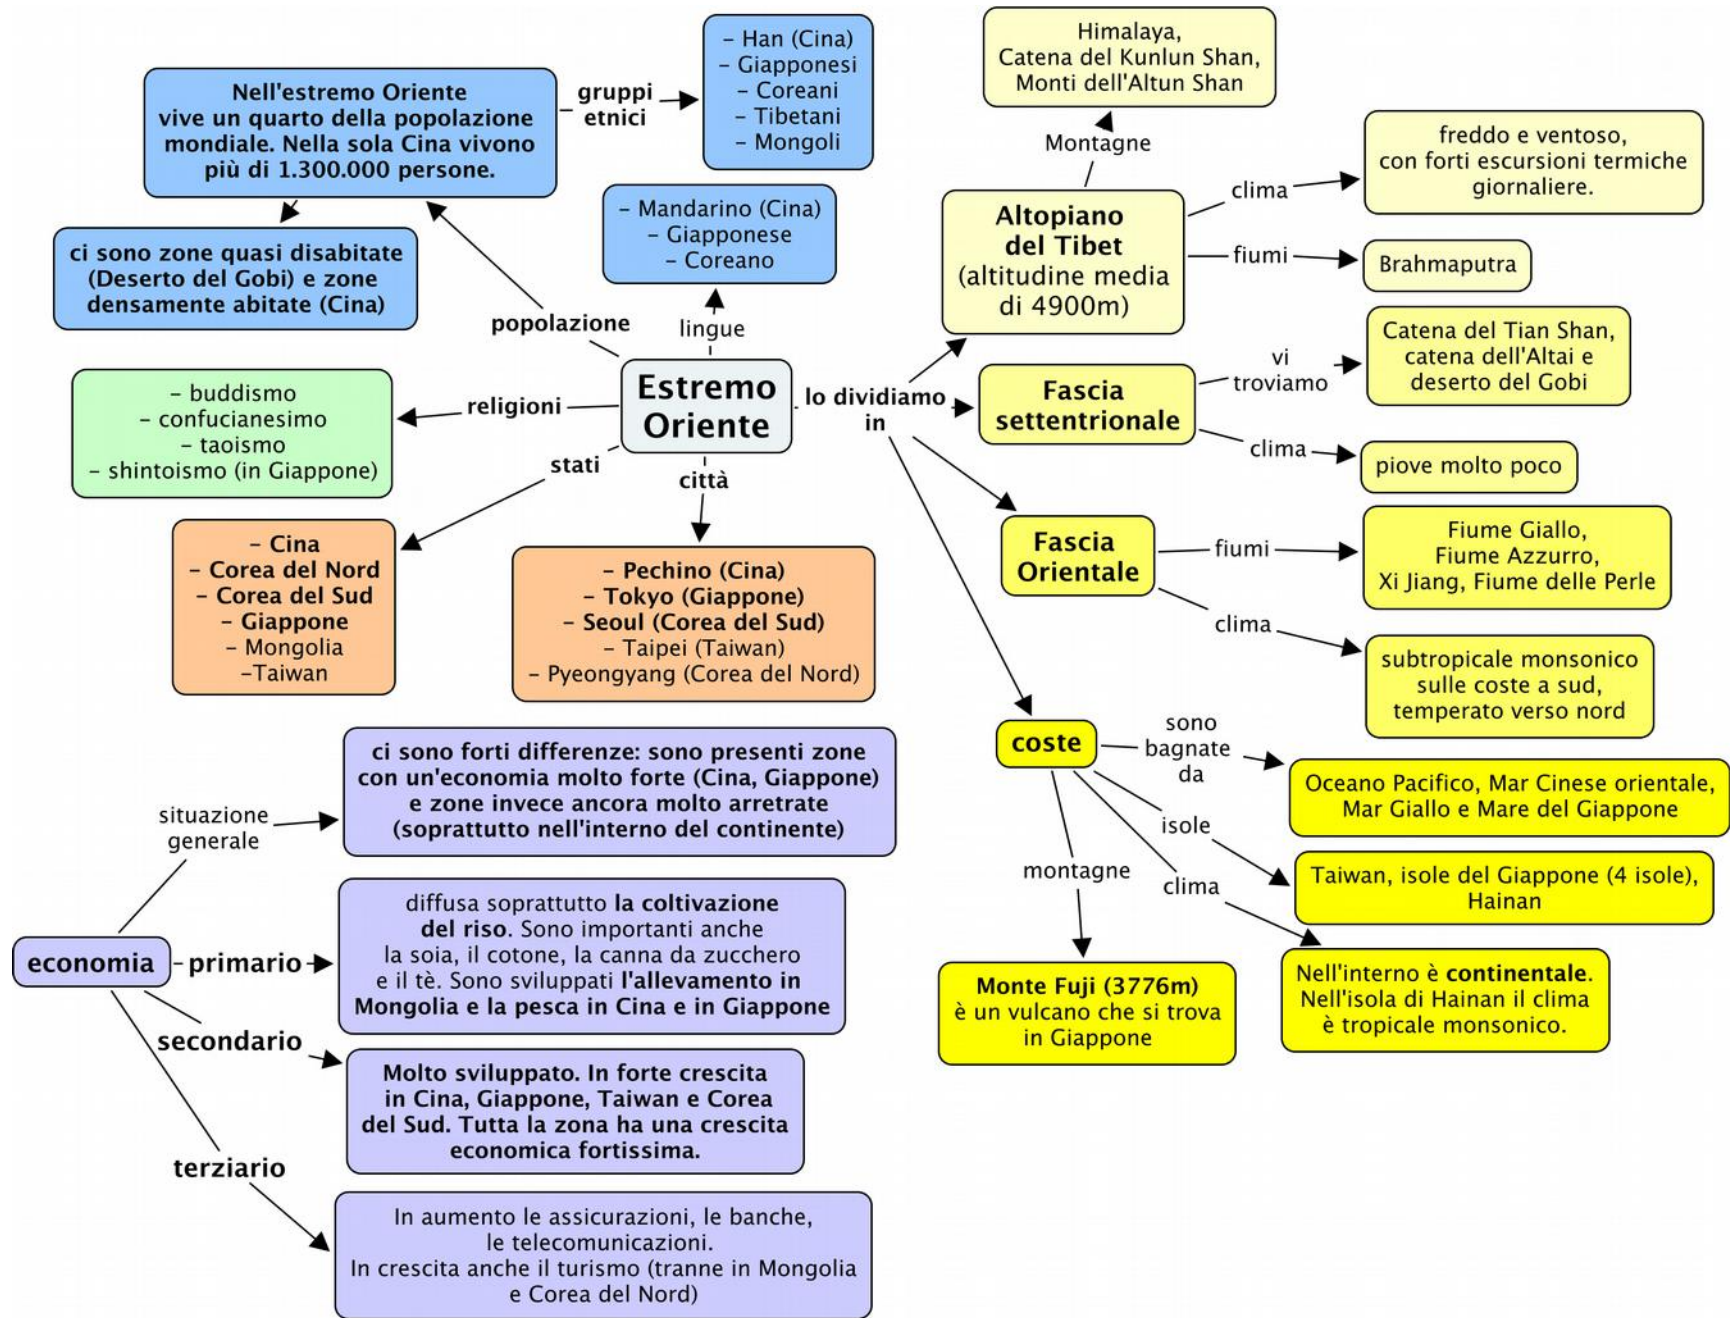 Nell'estremo Oriente
vive un quarto della popolazione
mondiale. Nella sola Cina vivono
più di 1.300.000 persone.
gruppi
etnici
– Han (Cina)
– Giapponesi
– Coreani
– Tibetani
– Mongoli
ci sono zone quasi disabitate
(Deserto del Gobi) e zone
densamente abitate (Cina)
popolazione
– Mandarino (Cina)
– Giapponese
– Coreano
lingue
Estremo
Oriente
religioni
– buddismo
– confucianesimo
– taoismo
– shintoismo (in Giappone)
stati
– Cina
– Corea del Nord
– Corea del Sud
– Giappone
– Mongolia
–Taiwan
città
– Pechino (Cina)
– Tokyo (Giappone)
– Seoul (Corea del Sud)
– Taipei (Taiwan)
– Pyeongyang (Corea del Nord)
lo dividiamo
in
Himalaya,
Catena del Kunlun Shan,
Monti dell'Altun Shan
Montagne
Altopiano
del Tibet
(altitudine media
di 4900m)
clima
freddo e ventoso,
con forti escursioni termiche
giornaliere.
fiumi
Brahmaputra
Fascia
settentrionale
vi
troviamo
Catena del Tian Shan,
catena dell'Altai e
deserto del Gobi
clima
piove molto poco
Fascia
Orientale
fiumi
Fiume Giallo,
Fiume Azzurro,
Xi Jiang, Fiume delle Perle
clima
subtropicale monsonico
sulle coste a sud,
temperato verso nord
coste
sono
bagnate
da
Oceano Pacifico, Mar Cinese orientale,
Mar Giallo e Mare del Giappone
isole
Taiwan, isole del Giappone (4 isole),
Hainan
clima
Nell'interno è continentale.
Nell'isola di Hainan il clima
è tropicale monsonico.
montagne
Monte Fuji (3776m)
è un vulcano che si trova
in Giappone
economia
situazione
generale
ci sono forti differenze: sono presenti zone
con un'economia molto forte (Cina, Giappone)
e zone invece ancora molto arretrate
(soprattutto nell'interno del continente)
primario
diffusa soprattutto la coltivazione
del riso. Sono importanti anche
la soia, il cotone, la canna da zucchero
e il tè. Sono sviluppati l'allevamento in
Mongolia e la pesca in Cina e in Giappone
secondario
Molto sviluppato. In forte crescita
in Cina, Giappone, Taiwan e Corea
del Sud. Tutta la zona ha una crescita
economica fortissima.
terziario
In aumento le assicurazioni, le banche,
le telecomunicazioni.
In crescita anche il turismo (tranne in Mongolia
e Corea del Nord)